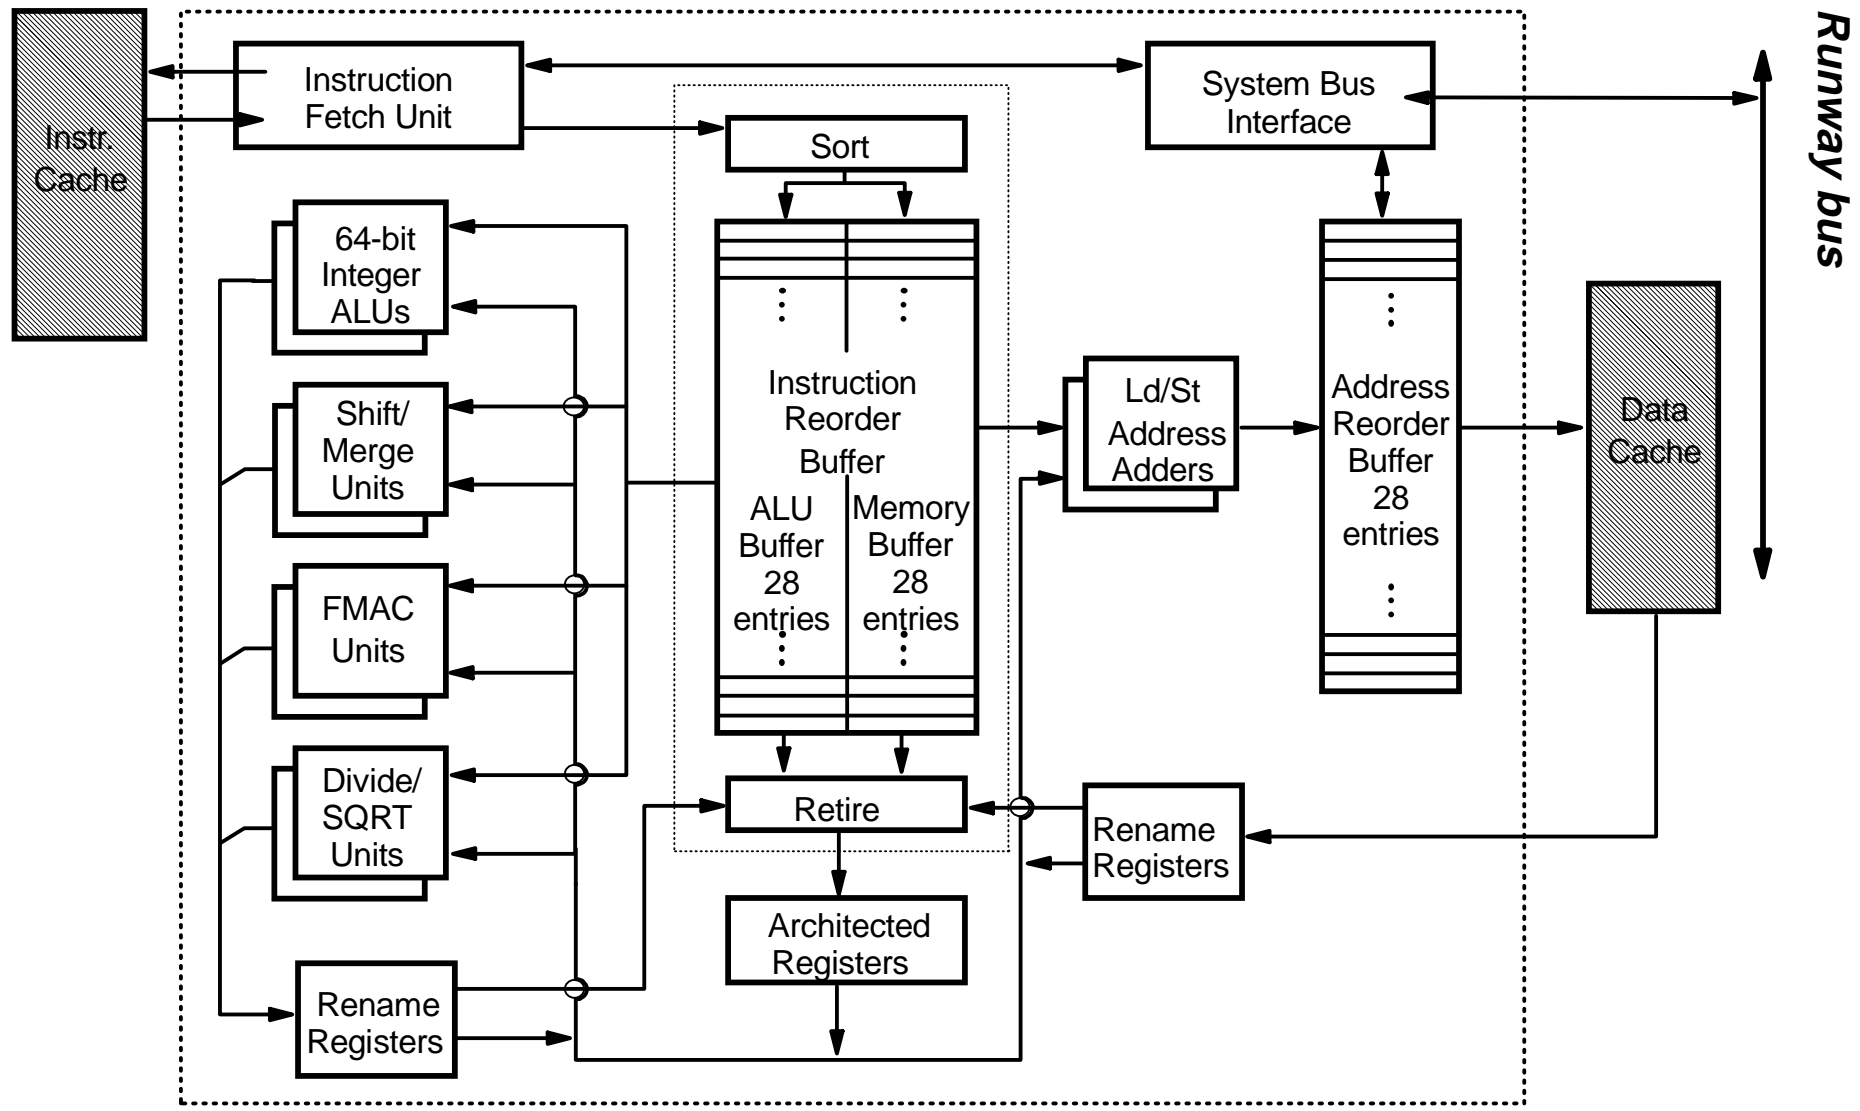 Instr.
Cache
Instruction
Fetch Unit
System Bus
Interface
Runway bus
Sort
64-bit
Integer
ALUs
Shift/
Merge
Units
FMAC
Units
Divide/
SQRT
Units
Rename
Registers
Instruction
Reorder
Buffer
ALU
Buffer
28
entries
Memory
Buffer
28
entries
Retire
Architected
Registers
Ld/St
Address
Adders
Address
Reorder
Buffer
28
entries
Data
Cache
Rename
Registers